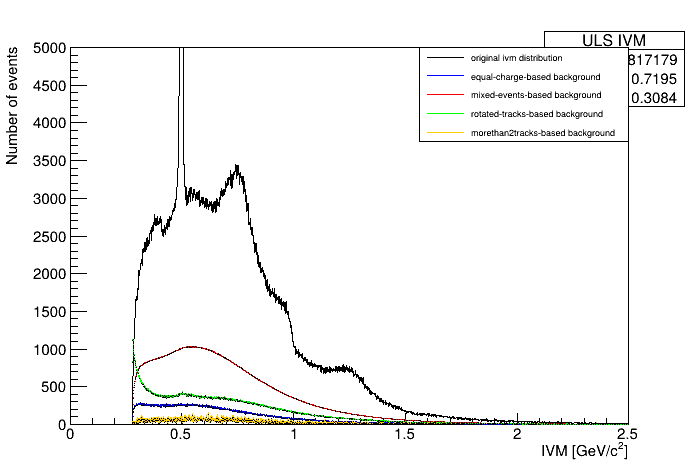 ULS IVM
817179
0.7195
0.3084
original ivm distribution
equal-charge-based background
mixed-events-based background
rotated-tracks-based background
morethan2tracks-based background
Number of events
5000
4500
4000
3500
3000
2500
2000
1500
1000
500
0
0 0.5 1 1.5 2 2.5
IVM [GeV/c²]